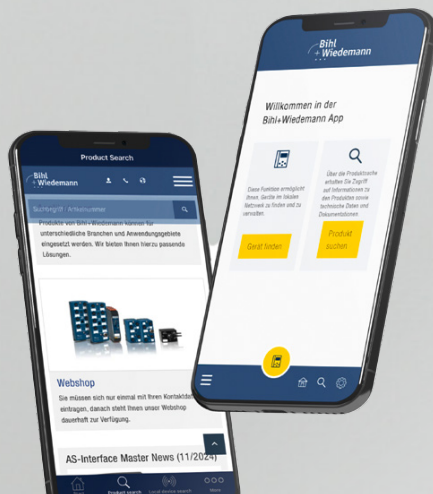 Product Search
Bihl
+ Wiedemann
Suchbegriff / Artikelnummer
Produkte von Bihl+Wiedemann können für
unterschiedliche Branchen und Anwendungsgebiete
eingesetzt werden. Wir bieten Ihnen hierzu passende
Lösungen.
Webshop
Sie müssen sich nur einmal mit Ihren Kontaktdat
eintragen, danach steht Ihnen unser Webshop
dauerhaft zur Verfügung.
AS-Interface Master News (11/2024)
Home
Product search
Local device search
More
Bihl
+ Wiedemann
Willkommen in der
Bihl+Wiedemann App
Diese Funktion ermöglicht
Ihnen, Geräte im lokalen
Netzwerk zu finden und zu
verwalten.
Gerät finden
Über die Produktsuche
erhalten Sie Zugriff
auf Informationen zu
den Produkten sowie
technische Daten und
Dokumentationen.
Produkt
suchen